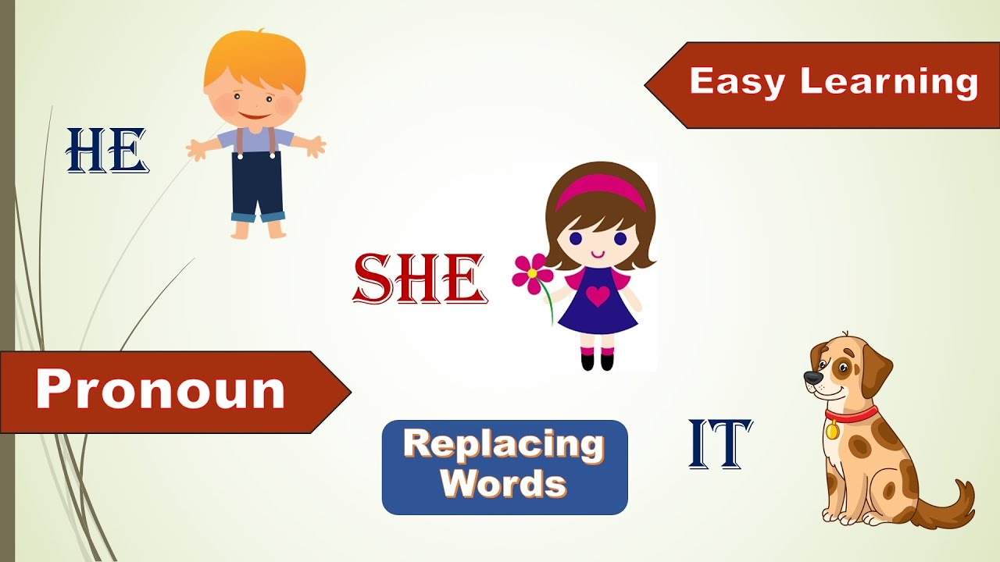 Easy Learning
HE
SHE
Pronoun
IT
Replacing
Words